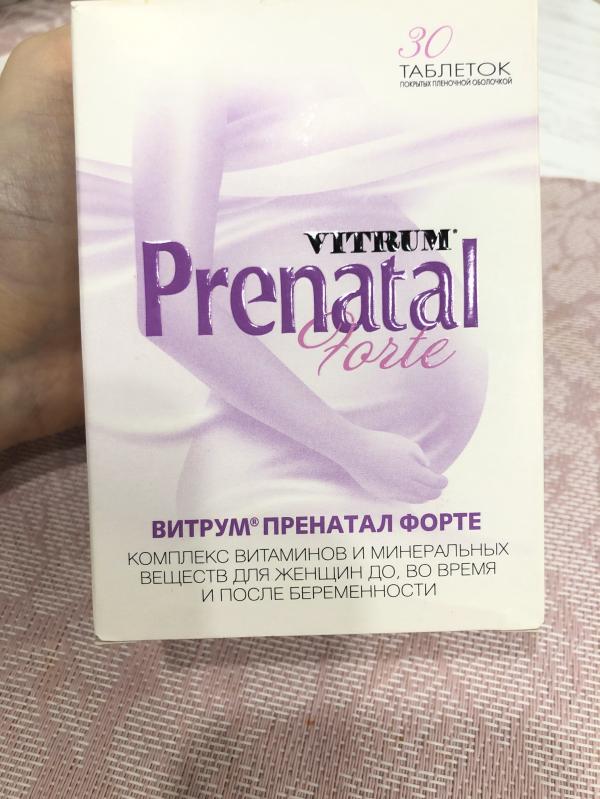 30
ТАБЛЕТОК
ПОКРЫТЫХ ПЛЕНОЧНОЙ ОБОЛОЧКОЙ
VITRUM®
Prenatal
Forte
ВИТРУМ® ПРЕНАТАЛ ФОРТЕ
КОМПЛЕКС ВИТАМИНОВ И МИНЕРАЛЬНЫХ
ВЕЩЕСТВ ДЛЯ ЖЕНЩИН ДО, ВО ВРЕМЯ
И ПОСЛЕ БЕРЕМЕННОСТИ